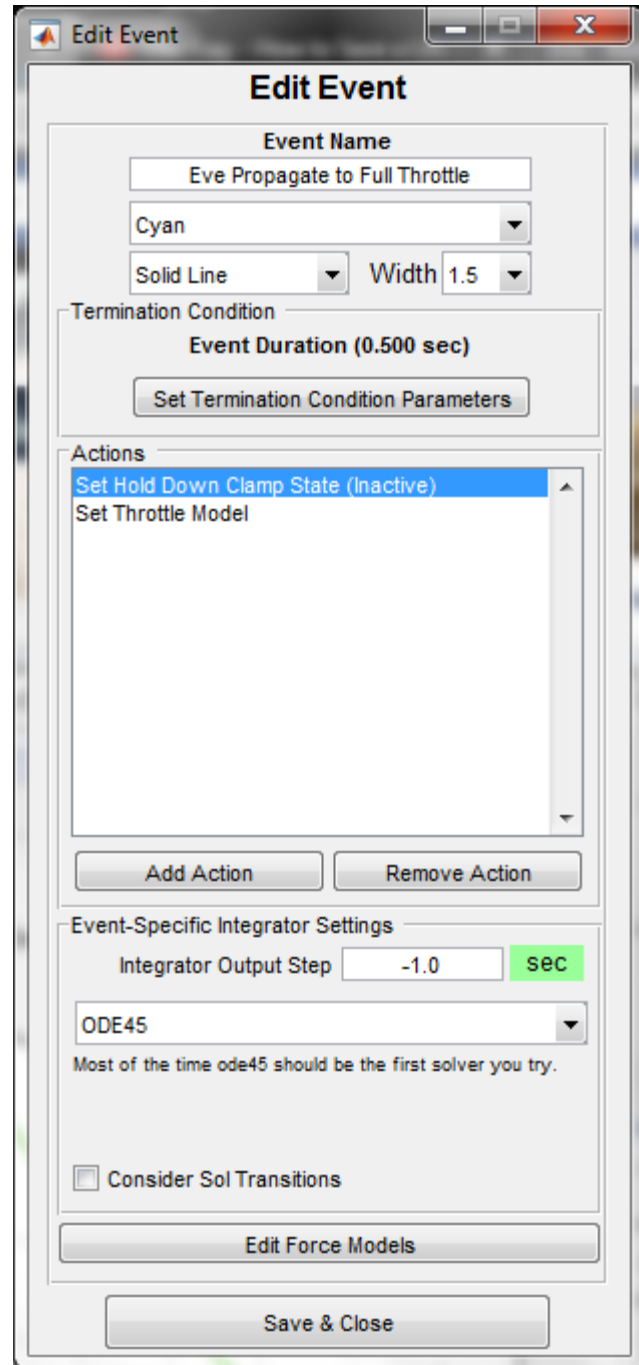 Edit Event
Edit Event
Event Name
Eve Propagate to Full Throttle
Cyan
Solid Line Width 1.5
Termination Condition
Event Duration (0.500 sec)
Set Termination Condition Parameters
Actions
Set Hold Down Clamp State (Inactive)
Set Throttle Model
Add Action Remove Action
Event-Specific Integrator Settings
Integrator Output Step -1.0 sec
ODE45
Most of the time ode45 should be the first solver you try.
Consider SoI Transitions
Edit Force Models
Save & Close